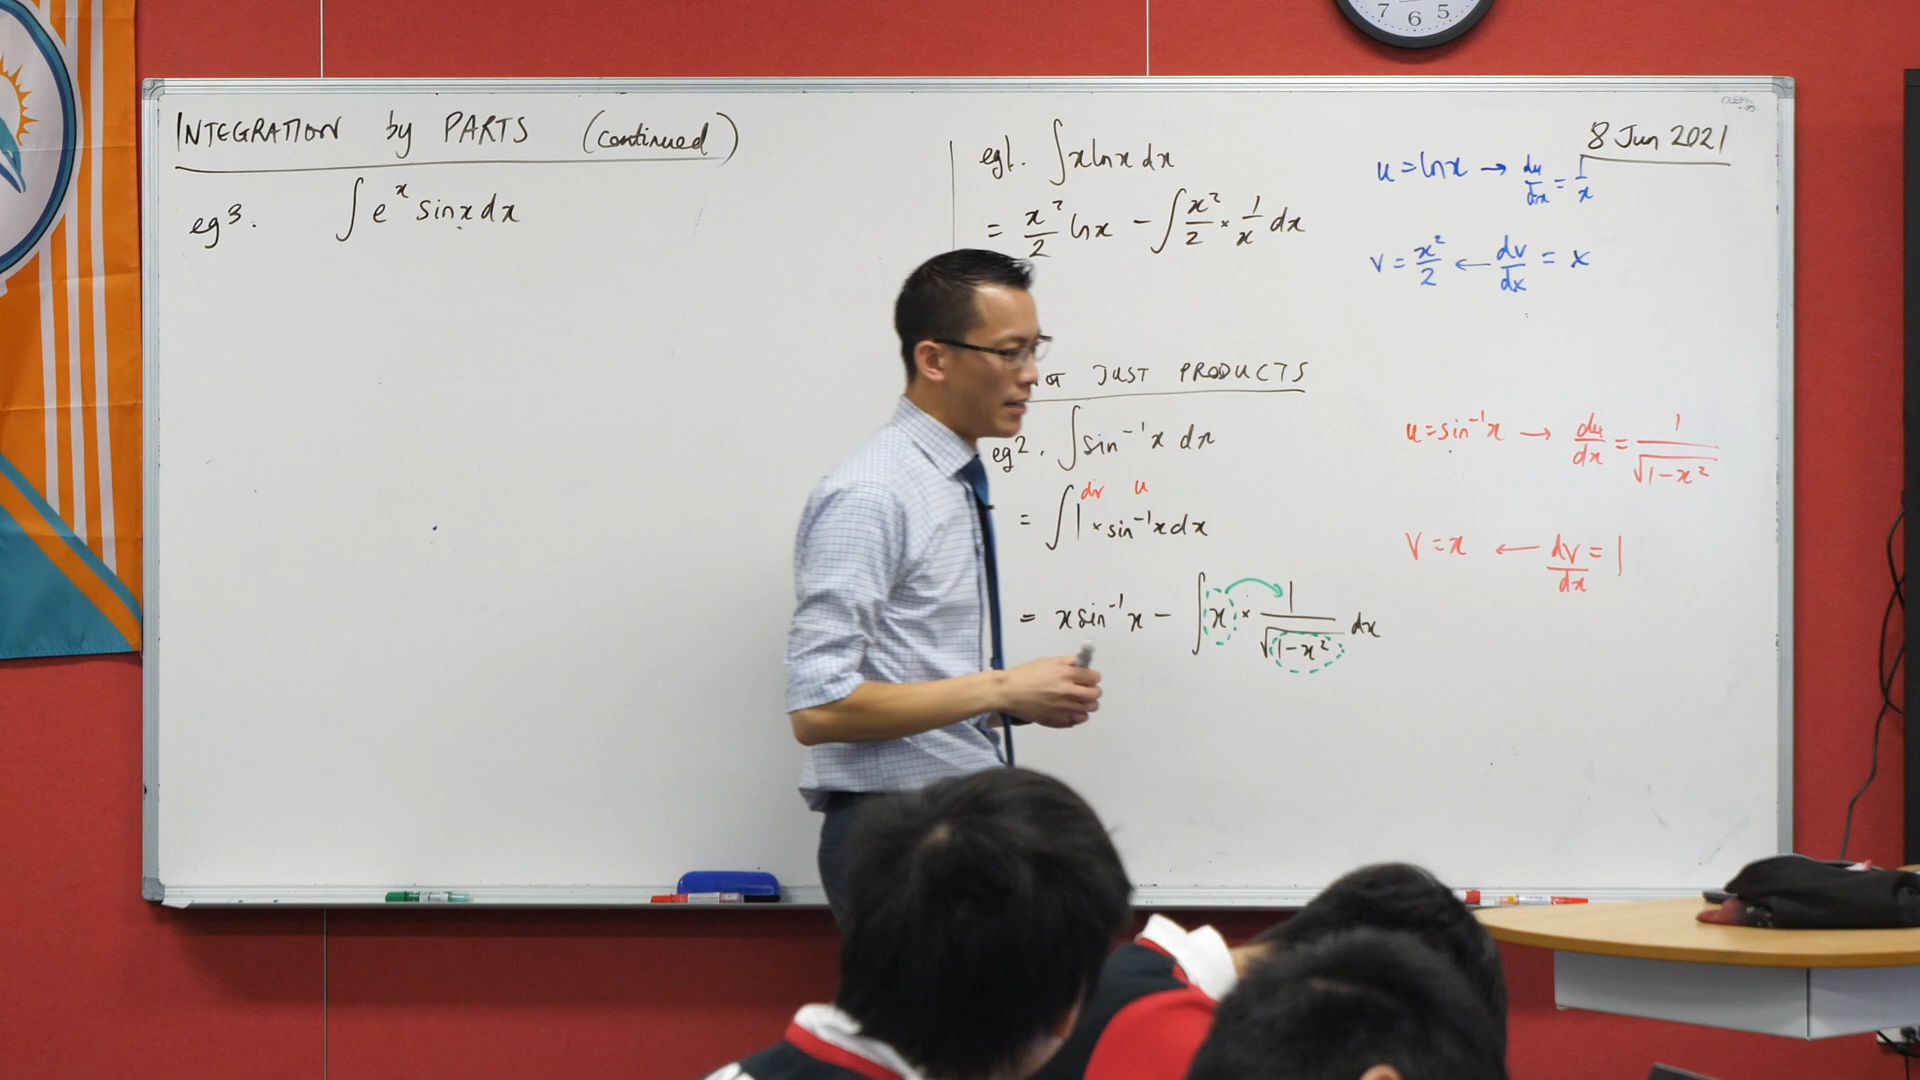 INTEGRATION by PARTS (continued)
eg3. ∫ e^x sinx dx
eg1. ∫ x ln x dx
= x²/2 ln x - ∫ x²/2 × 1/x dx
8 Jun 2021
u = ln x → du/dx = 1/x
v = x²/2 ← dv/dx = x
JUST PRODUCTS
eg2. ∫ sin⁻¹x dx
dv u
= ∫ 1 × sin⁻¹x dx
= x sin⁻¹x - ∫ x × 1/√(1-x²) dx
u = sin⁻¹x → du/dx = 1/√(1-x²)
v = x ← dv/dx = 1
7 6 5